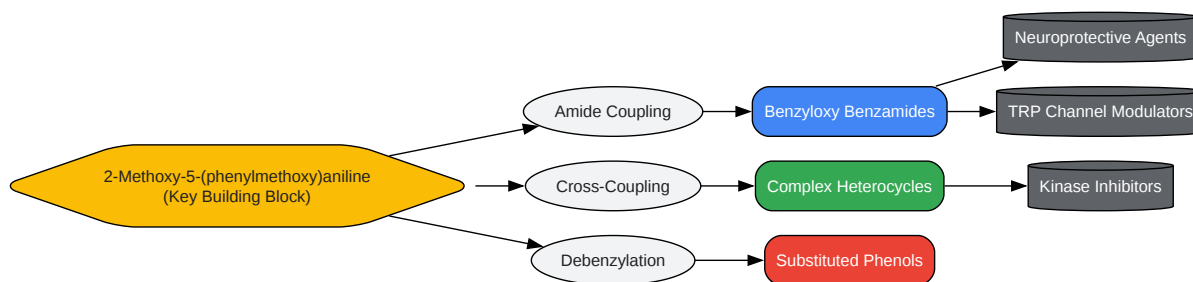 Neuroprotective Agents
Amide Coupling
Benzyloxy Benzamides
TRP Channel Modulators
2-Methoxy-5-(phenylmethoxy)aniline
(Key Building Block)
Cross-Coupling
Complex Heterocycles
Kinase Inhibitors
Debenzylation
Substituted Phenols